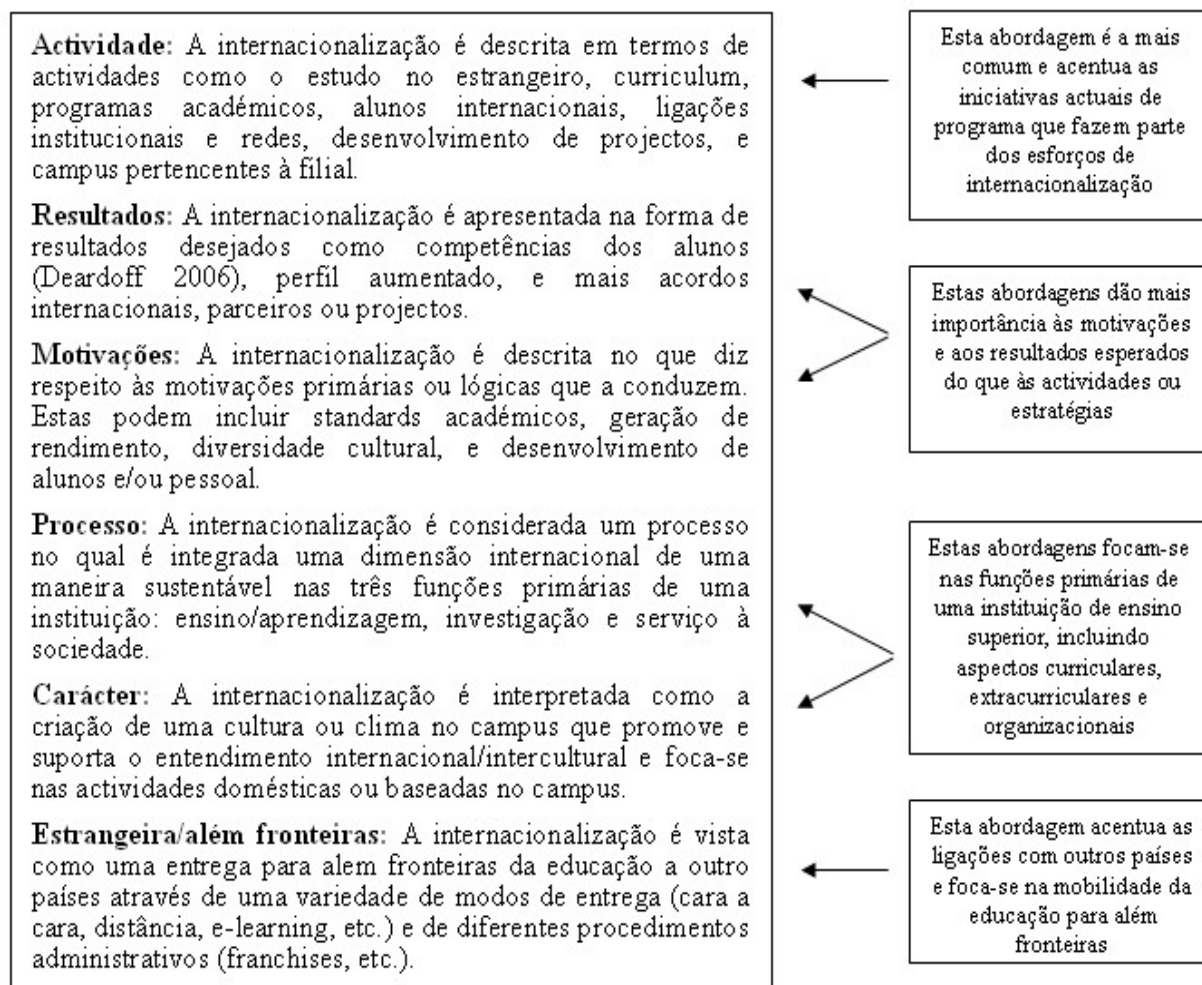 Actividade: A internacionalização é descrita em termos de
actividades como o estudo no estrangeiro, curriculum,
programas académicos, alunos internacionais, ligações
institucionais e redes, desenvolvimento de projectos, e
campus pertencentes à filial.
Resultados: A internacionalização é apresentada na forma de
resultados desejados como competências dos alunos
(Deardoff 2006), perfil aumentado, e mais acordos
internacionais, parceiros ou projectos.
Motivações: A internacionalização é descrita no que diz
respeito às motivações primárias ou lógicas que a conduzem.
Estas podem incluir standards académicos, geração de
rendimento, diversidade cultural, e desenvolvimento de
alunos e/ou pessoal.
Processo: A internacionalização é considerada um processo
no qual é integrada uma dimensão internacional de uma
maneira sustentável nas três funções primárias de uma
instituição: ensino/aprendizagem, investigação e serviço à
sociedade.
Carácter: A internacionalização é interpretada como a
criação de uma cultura ou clima no campus que promove e
suporta o entendimento internacional/intercultural e foca-se
nas actividades domésticas ou baseadas no campus.
Estrangeira/além fronteiras: A internacionalização é vista
como uma entrega para alem fronteiras da educação a outro
países através de uma variedade de modos de entrega (cara a
cara, distância, e-learning, etc.) e de diferentes procedimentos
administrativos (franchises, etc.).
Esta abordagem é a mais
comum e acentua as
iniciativas actuais de
programa que fazem parte
dos esforços de
internacionalização
Estas abordagens dão mais
importância às motivações
e aos resultados esperados
do que às actividades ou
estratégias
Estas abordagens focam-se
nas funções primárias de
uma instituição de ensino
superior, incluindo
aspectos curriculares,
extracurriculares e
organizacionais
Esta abordagem acentua as
ligações com outros países
e foca-se na mobilidade da
educação para além
fronteiras